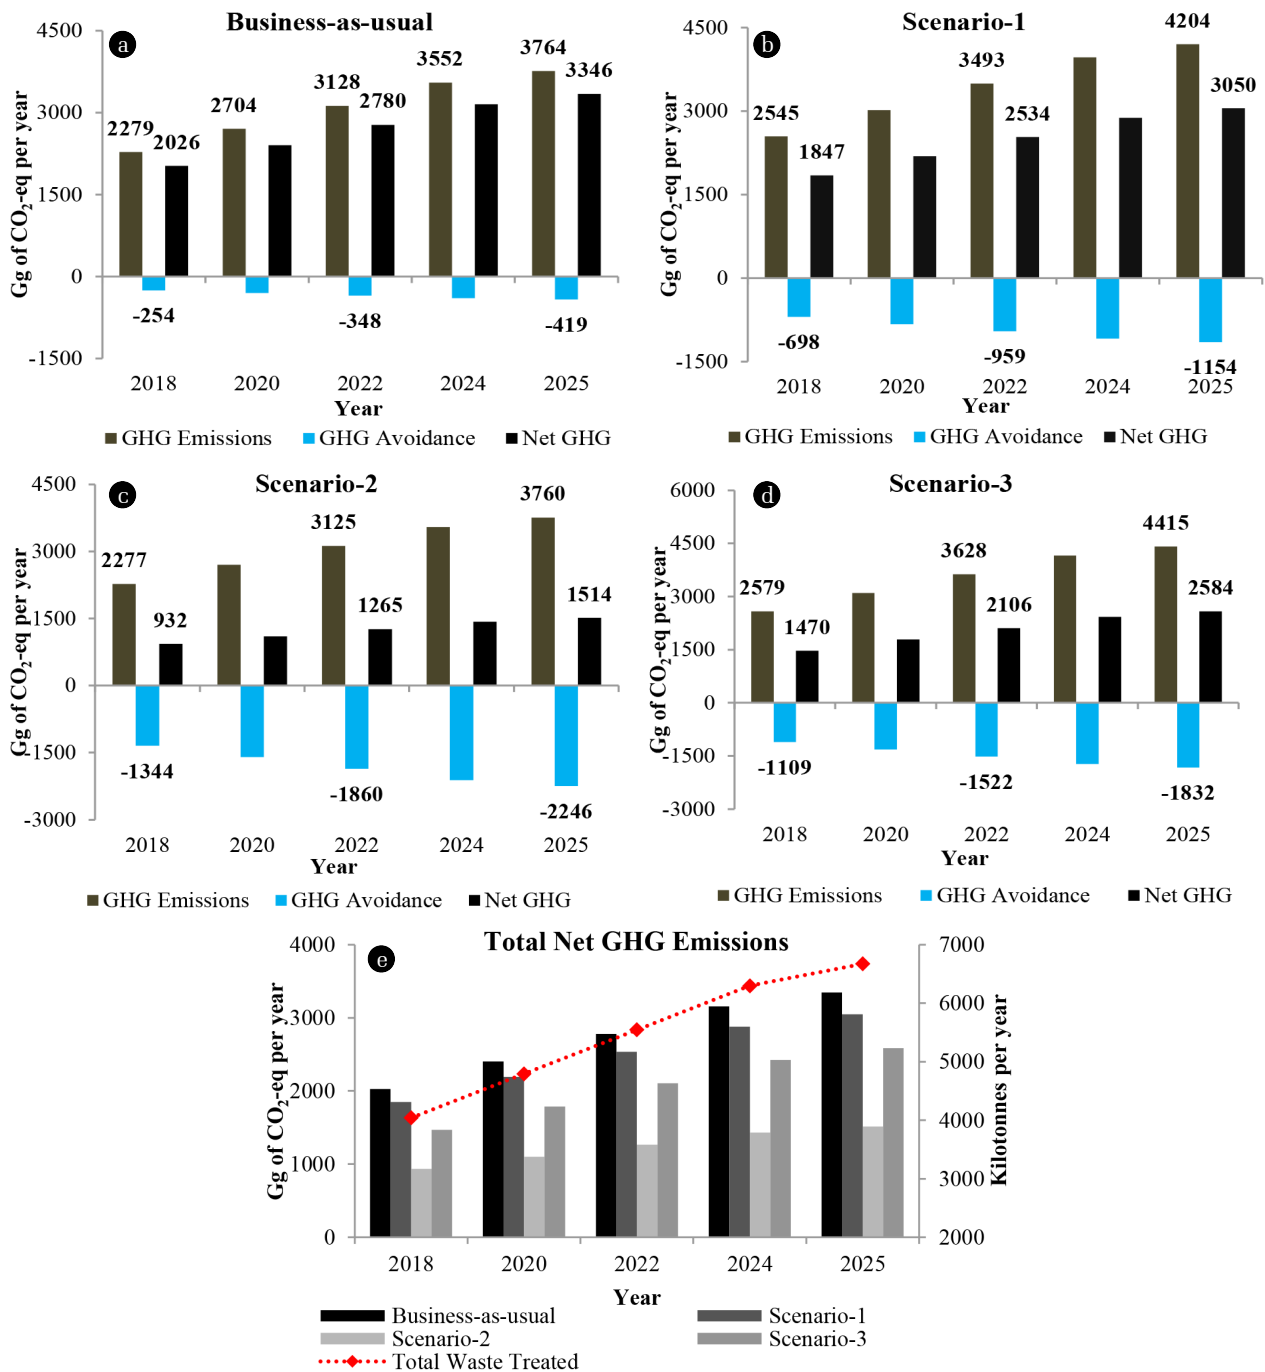 a
Business-as-usual
Gg of CO2-eq per year
4500
3000
1500
0
-1500
2279
2026
-254
2704
3128
2780
-348
3552
3764
3346
-419
2018 2020 2022 2024 2025
Year
GHG Emissions GHG Avoidance Net GHG
b
Scenario-1
Gg of CO2-eq per year
4500
3000
1500
0
-1500
2545
1847
-698
3493
2534
-959
4204
3050
-1154
2018 2020 2022 2024 2025
Year
GHG Emissions GHG Avoidance Net GHG
c
Scenario-2
Gg of CO2-eq per year
4500
3000
1500
0
-1500
-3000
2277
932
-1344
3125
1265
-1860
3760
1514
-2246
2018 2020 2022 2024 2025
Year
GHG Emissions GHG Avoidance Net GHG
d
Scenario-3
Gg of CO2-eq per year
6000
4500
3000
1500
0
-1500
-3000
2579
1470
-1109
3628
2106
-1522
4415
2584
-1832
2018 2020 2022 2024 2025
Year
GHG Emissions GHG Avoidance Net GHG
e
Total Net GHG Emissions
Gg of CO2-eq per year
4000
3000
2000
1000
0
7000
6000
5000
4000
3000
2000
Kilotonnes per year
2018 2020 2022 2024 2025
Year
Business-as-usual Scenario-1
Scenario-2 Scenario-3
Total Waste Treated